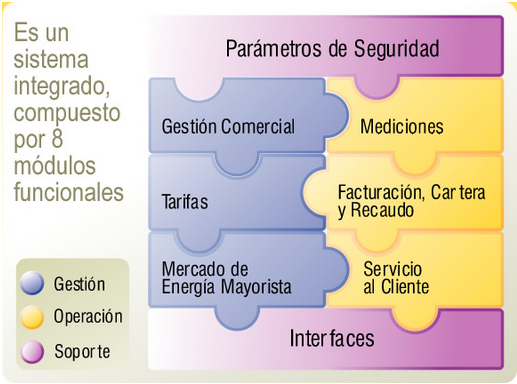 Es un
sistema
integrado,
compuesto
por 8
módulos
funcionales
Parámetros de Seguridad
Gestión Comercial
Mediciones
Tarifas
Facturación, Cartera
y Recaudo
Mercado de
Energía Mayorista
Servicio
al Cliente
Interfaces
Gestión
Operación
Soporte